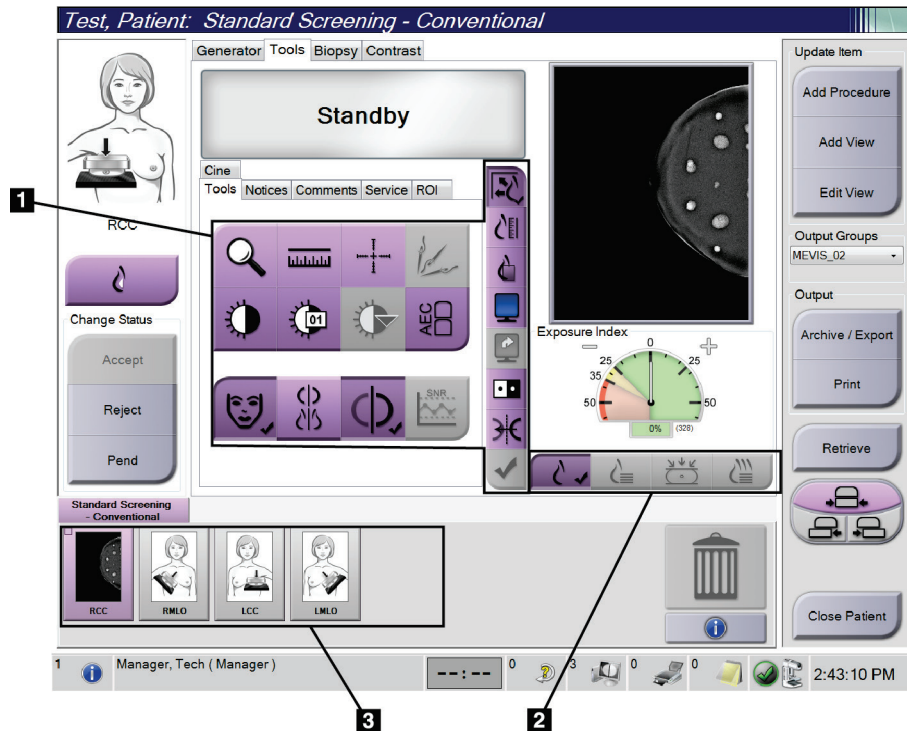 Test, Patient: Standard Screening - Conventional
Generator Tools Biopsy Contrast
Update Item
Add Procedure
Add View
Edit View
Standby
Cine
Tools Notices Comments Service ROI
1
RCC
Output Groups
MEVIS_02
01
AEC
Change Status
Accept
Reject
Pend
Exposure Index
0
25 25
35
50 50
0% (328)
SNR
Output
Archive / Export
Print
Retrieve
Standard Screening
- Conventional
RCC RMLO LCC LMLO
Close Patient
1 Manager, Tech ( Manager ) --:-- 0 3 0 0 2:43:10 PM
3 2